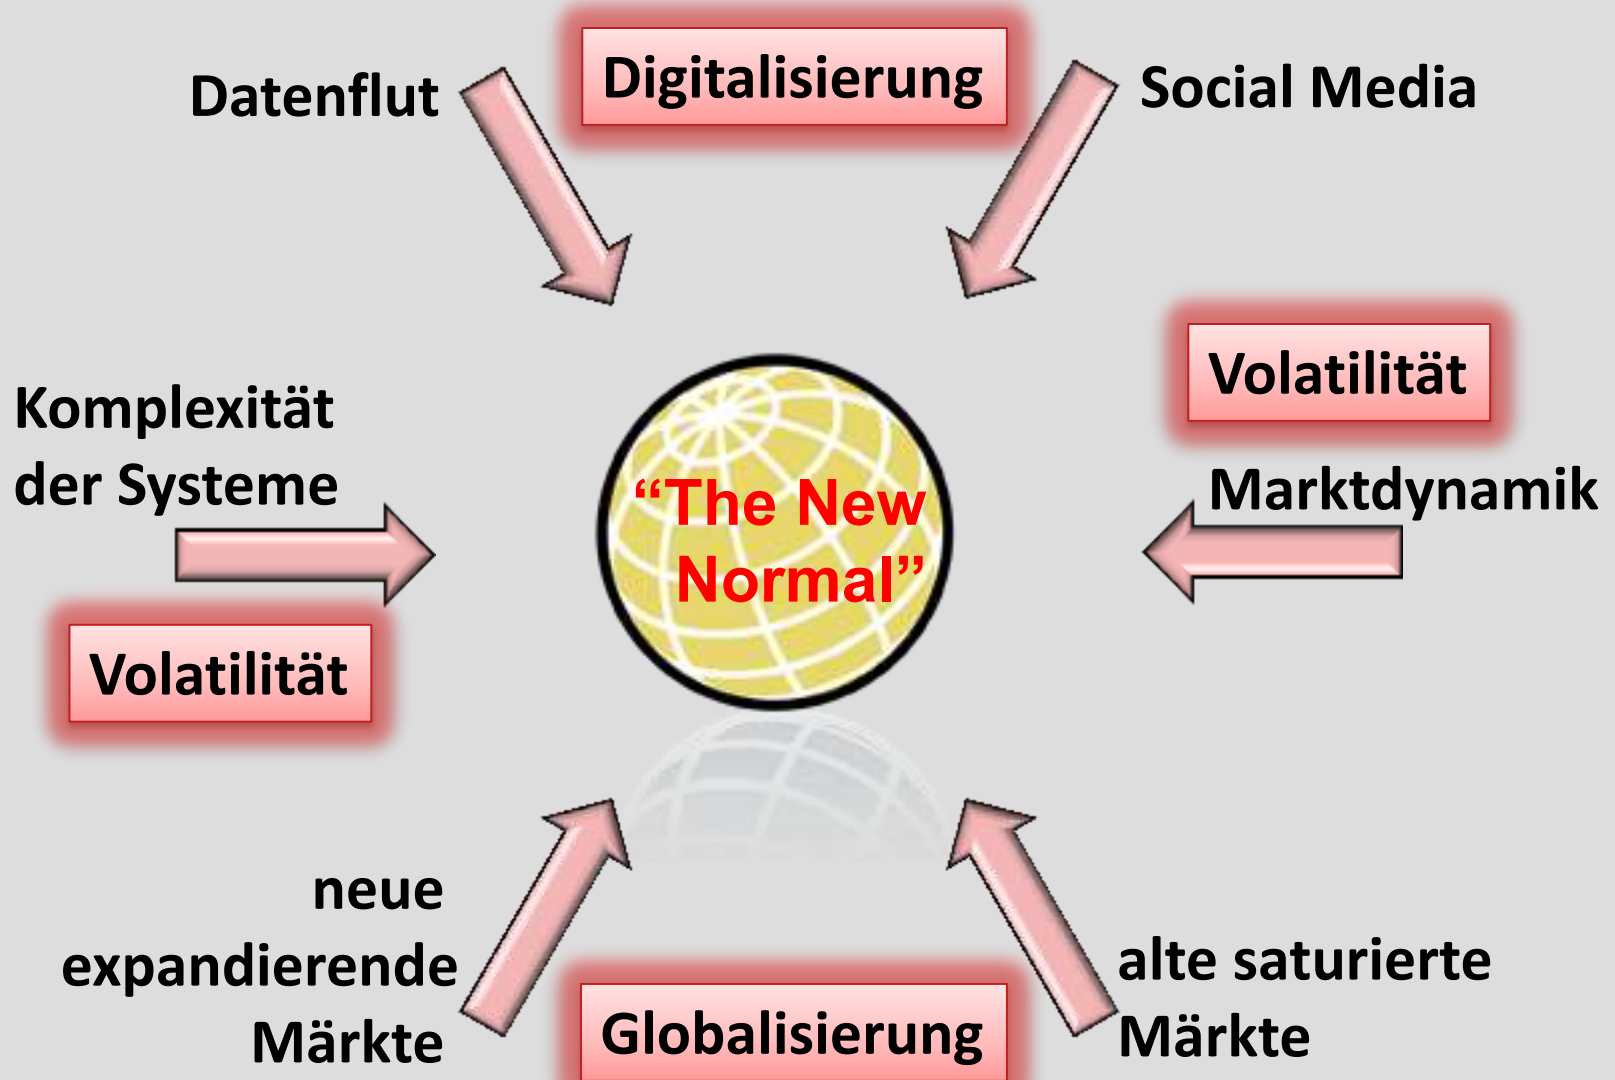 Digitalisierung
Datenflut
Social Media
Volatilität
Komplexität
der Systeme
Marktdynamik
“The New
Normal”
Volatilität
neue
expandierende
Märkte
alte saturierte
Märkte
Globalisierung